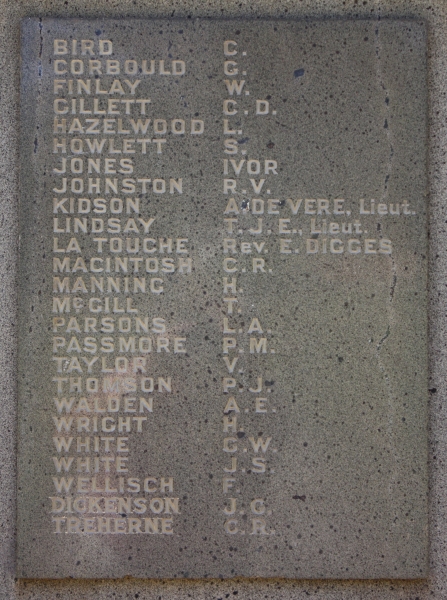 BIRD C.
CORBOULD G.
FINLAY W.
GILLETT C.D.
HAZELWOOD L.
HOWLETT S.
JONES IVOR
JOHNSTON R.V.
KIDSON A.DE VERE, Lieut.
LINDSAY T.J.E., Lieut.
LA TOUCHE Rev. E. DIGGES
MACINTOSH C.R.
MANNING H.
McGILL T.
PARSONS L.A.
PASSMORE P.M.
TAYLOR V.
THOMSON P.J.
WALDEN A.E.
WRIGHT H.
WHITE G.W.
WHITE J.S.
WELLISCH F
DICKENSON J.G.
TREHERNE C.R.